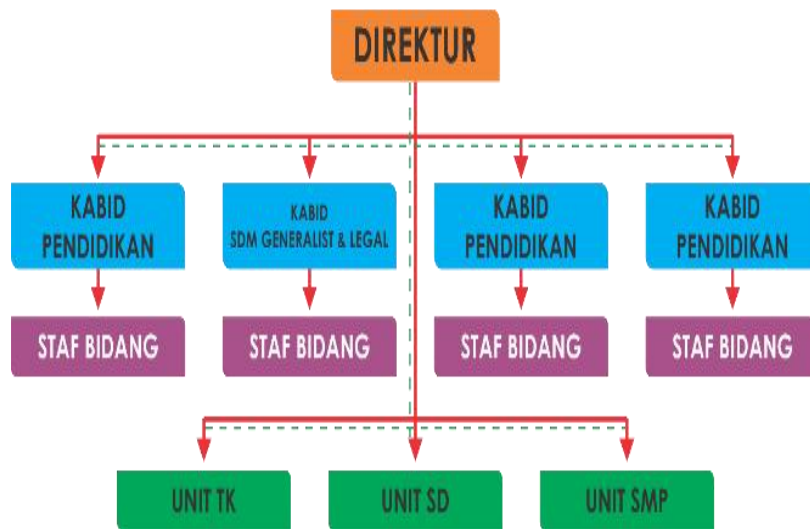 DIREKTUR
KABID
PENDIDIKAN
KABID
SDM GENERALIST & LEGAL
KABID
PENDIDIKAN
KABID
PENDIDIKAN
STAF BIDANG
STAF BIDANG
STAF BIDANG
STAF BIDANG
UNIT TK
UNIT SD
UNIT SMP